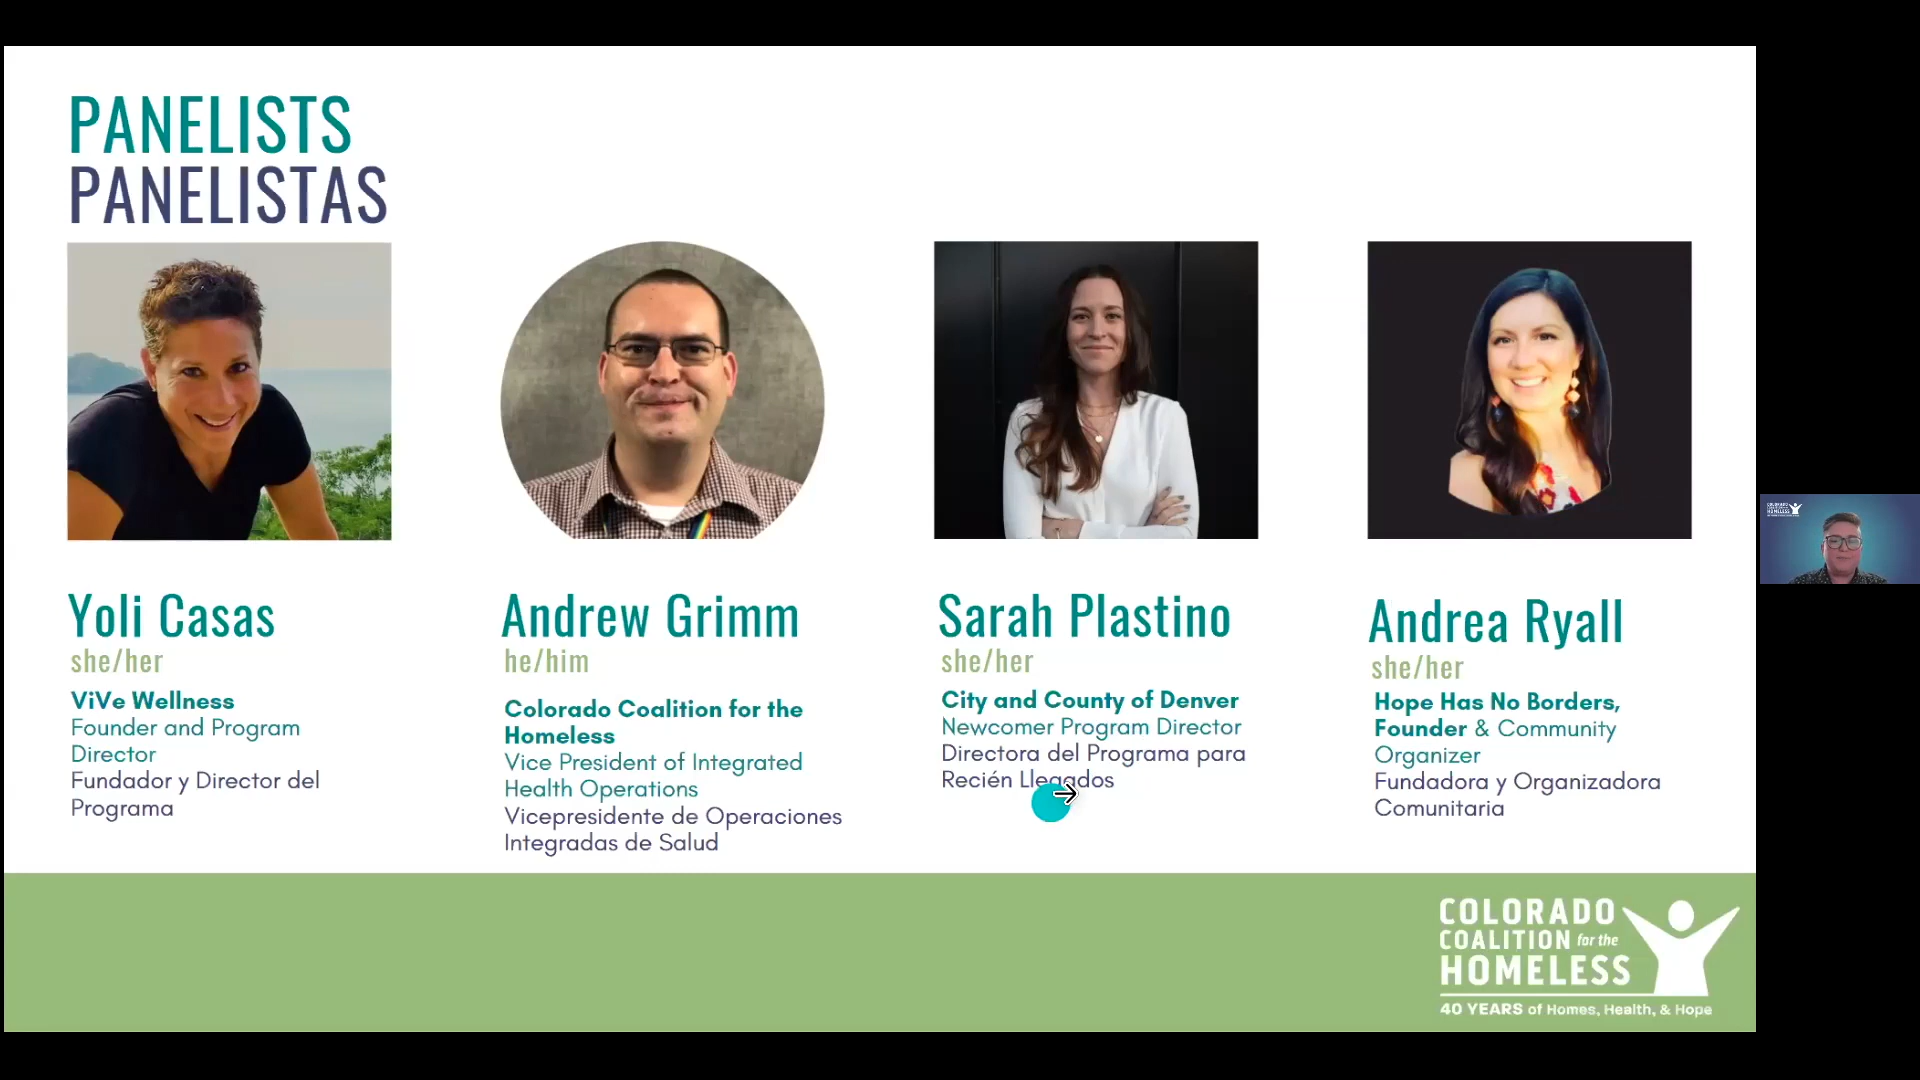 PANELISTS
PANELISTAS
Yoli Casas
she/her
ViVe Wellness
Founder and Program
Director
Fundador y Director del
Programa
Andrew Grimm
he/him
Colorado Coalition for the
Homeless
Vice President of Integrated
Health Operations
Vicepresidente de Operaciones
Integradas de Salud
Sarah Plastino
she/her
City and County of Denver
Newcomer Program Director
Directora del Programa para
Recién Llegados
Andrea Ryall
she/her
Hope Has No Borders,
Founder & Community
Organizer
Fundadora y Organizadora
Comunitaria
COLORADO
COALITION for the
HOMELESS
40 YEARS of Homes, Health, & Hope
HOMELESS